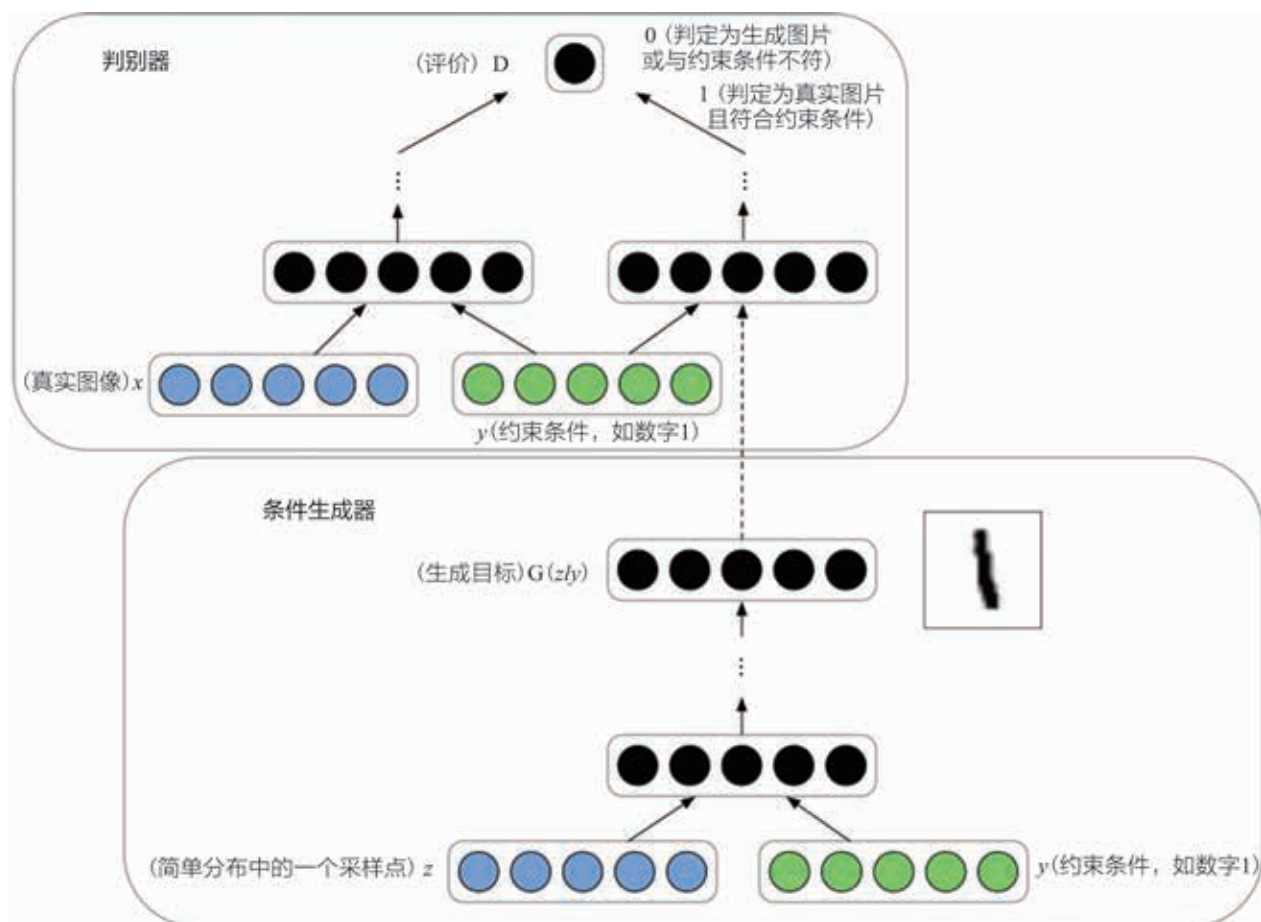 判别器
(评价) D
0 (判定为生成图片
或与约束条件不符)
1 (判定为真实图片
且符合约束条件)
⋮
⋮
(真实图像) x
y(约束条件，如数字1)
条件生成器
(生成目标) G (zly)
⋮
(简单分布中的一个采样点) z
y(约束条件，如数字1)